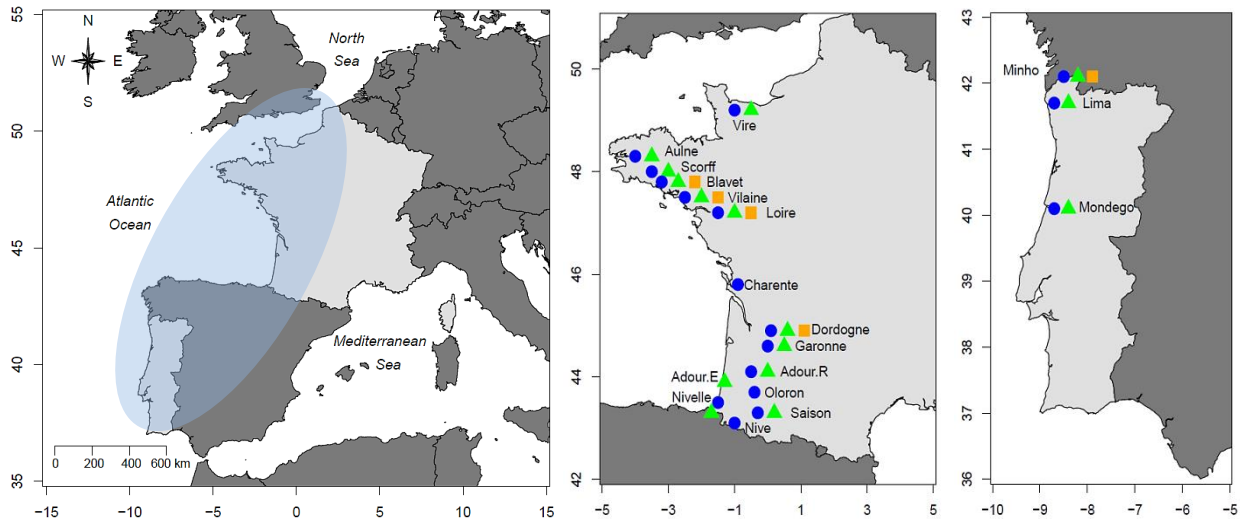 55
50
45
40
35
N
W E
S
North
Sea
Atlantic
Ocean
Mediterranean
Sea
0 200 400 600 km
−15 −10 −5 0 5 10 15
50
48
46
44
42
Vire
Aulne
Scorff
Blavet
Vilaine
Loire
Charente
Dordogne
Garonne
Adour.E
Adour.R
Nivelle
Oloron
Saison
Nive
−5 −3 −1 1 3 5
43
42
41
40
39
38
37
36
Minho
Lima
Mondego
−10 −9 −8 −7 −6 −5